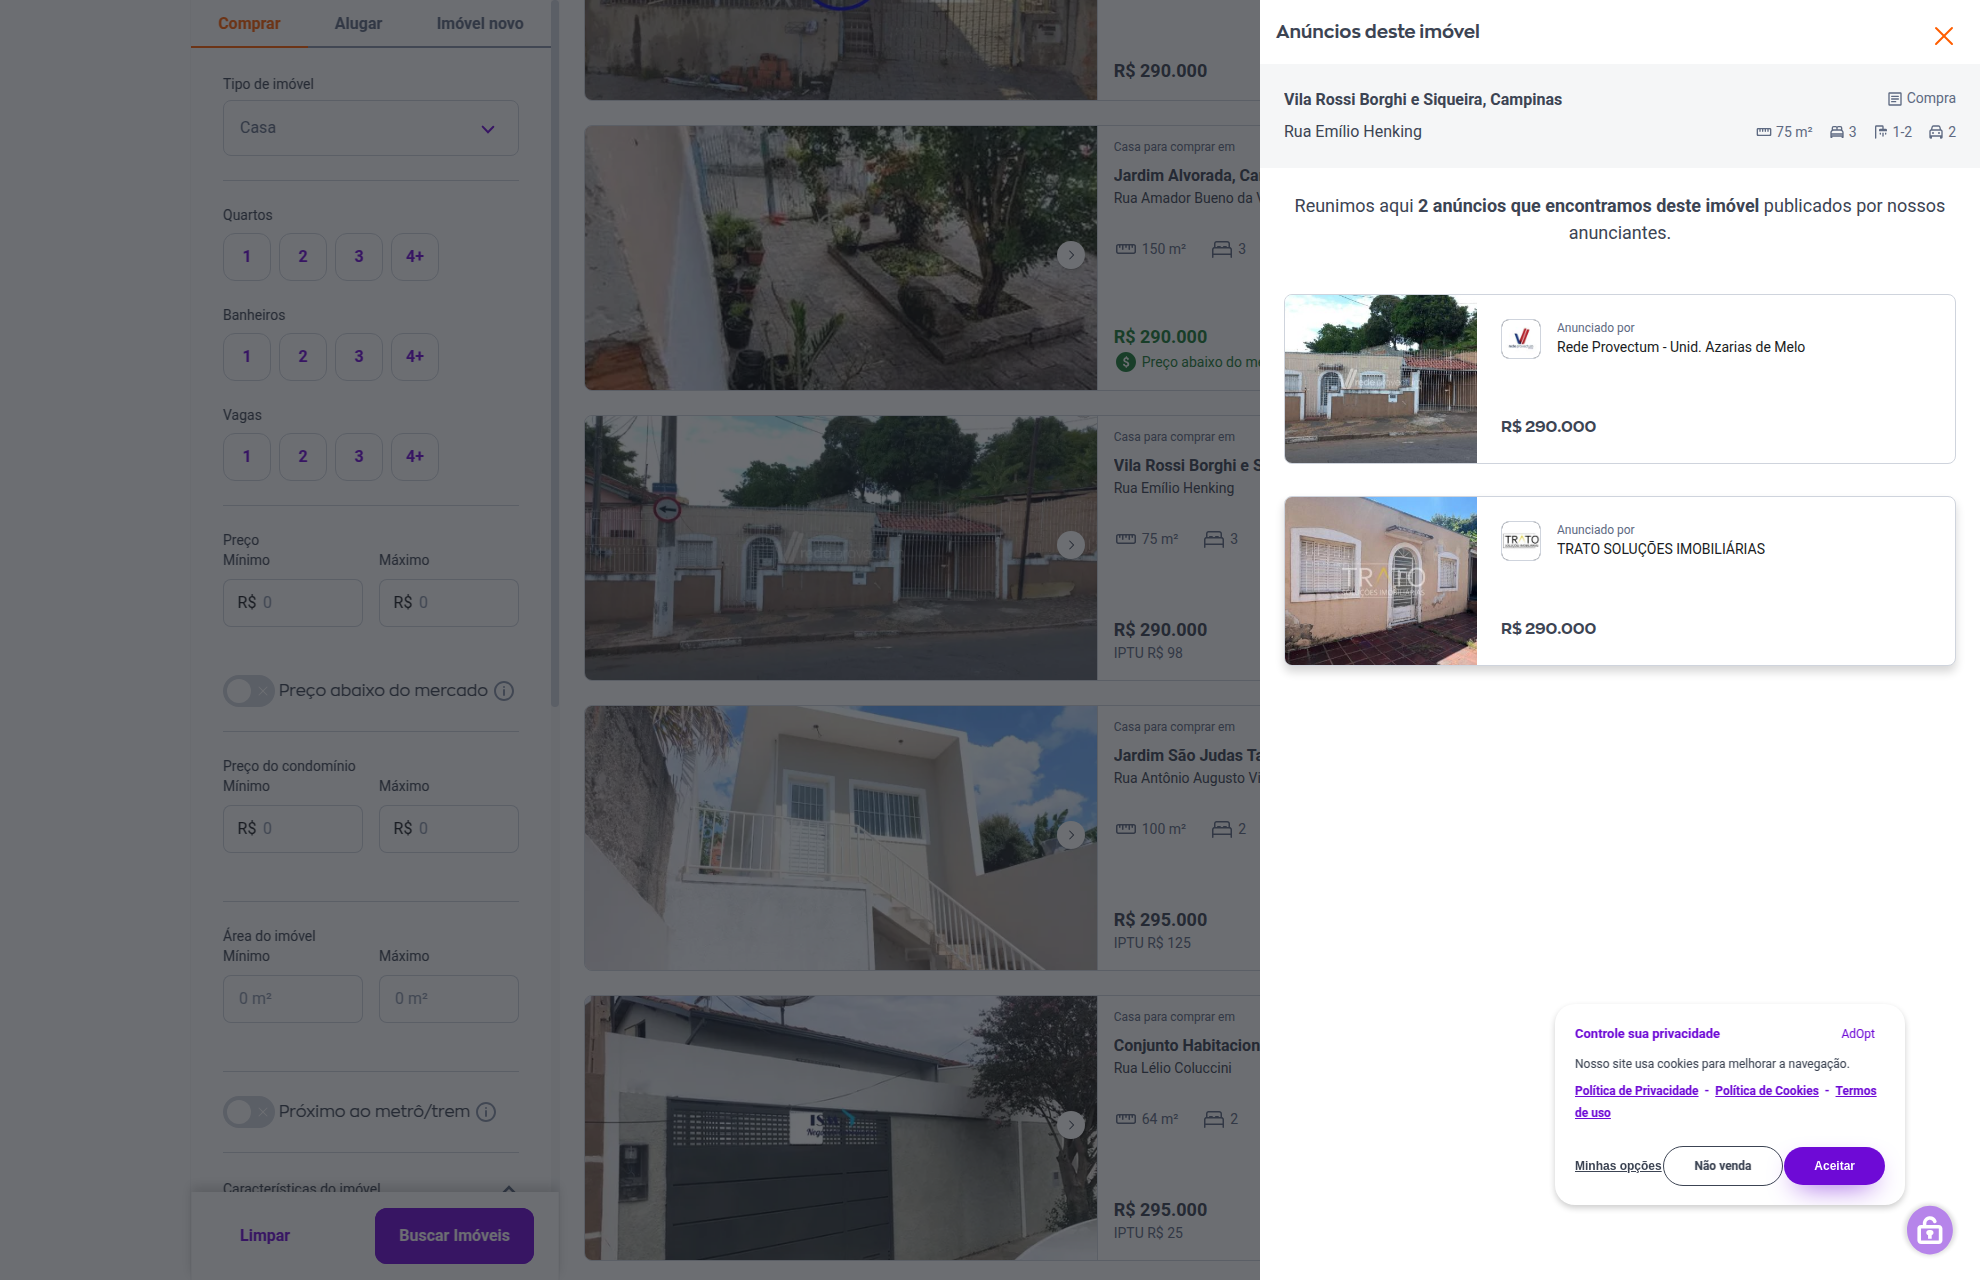 Comprar
Alugar
Imóvel novo
Tipo de imóvel
Casa
Quartos
1
2
3
4+
Banheiros
1
2
3
4+
Vagas
1
2
3
4+
Preço
Mínimo
Máximo
R$ 0
R$ 0
Preço abaixo do mercado
Preço do condomínio
Mínimo
Máximo
R$ 0
R$ 0
Área do imóvel
Mínimo
Máximo
0 m²
0 m²
Próximo ao metrô/trem
Características do imóvel
Limpar
Buscar Imóveis
R$ 290.000
Casa para comprar em
Jardim Alvorada, Ca
Rua Amador Bueno da V
150 m²
3
R$ 290.000
Preço abaixo do me
Casa para comprar em
Vila Rossi Borghi e S
Rua Emílio Henking
75 m²
3
R$ 290.000
IPTU R$ 98
Casa para comprar em
Jardim São Judas Ta
Rua Antônio Augusto Vi
100 m²
2
R$ 295.000
IPTU R$ 125
Casa para comprar em
Conjunto Habitacion
Rua Lélio Coluccini
64 m²
2
R$ 295.000
IPTU R$ 25
Anúncios deste imóvel
Vila Rossi Borghi e Siqueira, Campinas
Compra
Rua Emílio Henking
75 m²
3
1-2
2
Reunimos aqui 2 anúncios que encontramos deste imóvel publicados por nossos
anunciantes.
Anunciado por
Rede Provectum - Unid. Azarias de Melo
R$ 290.000
TRATO
TRATO
Anunciado por
TRATO SOLUÇÕES IMOBILIÁRIAS
R$ 290.000
Controle sua privacidade
AdOpt
Nosso site usa cookies para melhorar a navegação.
Política de Privacidade - Política de Cookies - Termos
de uso
Minhas opções
Não venda
Aceitar